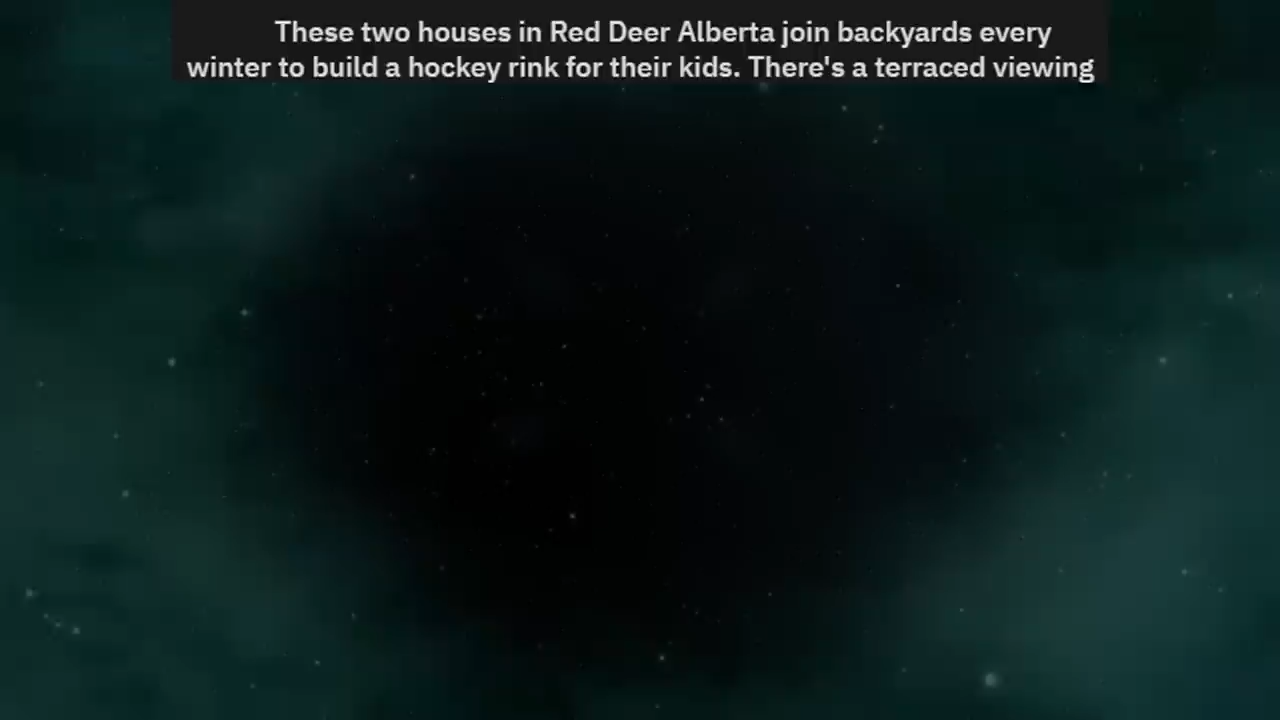 These two houses in Red Deer Alberta join backyards every
winter to build a hockey rink for their kids. There's a terraced viewing